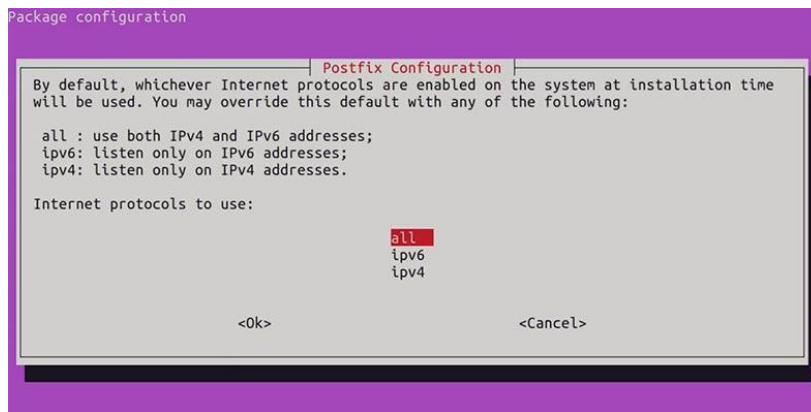 Package configuration
Postfix Configuration
By default, whichever Internet protocols are enabled on the system at installation time
will be used. You may override this default with any of the following:
all : use both IPv4 and IPv6 addresses;
ipv6: listen only on IPv6 addresses;
ipv4: listen only on IPv4 addresses.
Internet protocols to use:
all
ipv6
ipv4
<Ok> <Cancel>